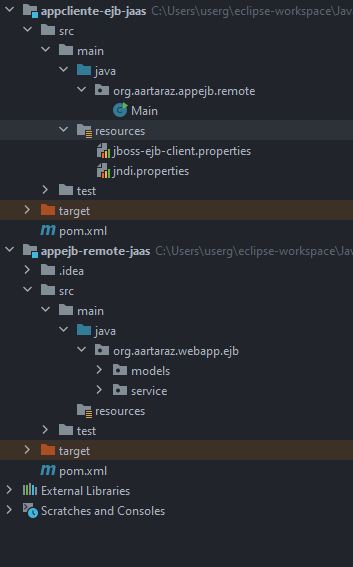 appcliente-ejb-jaas C:\Users\userg\eclipse-workspace\Jav
src
main
java
org.aartaraz.appejb.remote
Main
resources
jboss-ejb-client.properties
jndi.properties
test
target
pom.xml
appejb-remote-jaas C:\Users\userg\eclipse-workspace\Java
.idea
src
main
java
org.aartaraz.webapp.ejb
models
service
resources
test
target
pom.xml
External Libraries
Scratches and Consoles